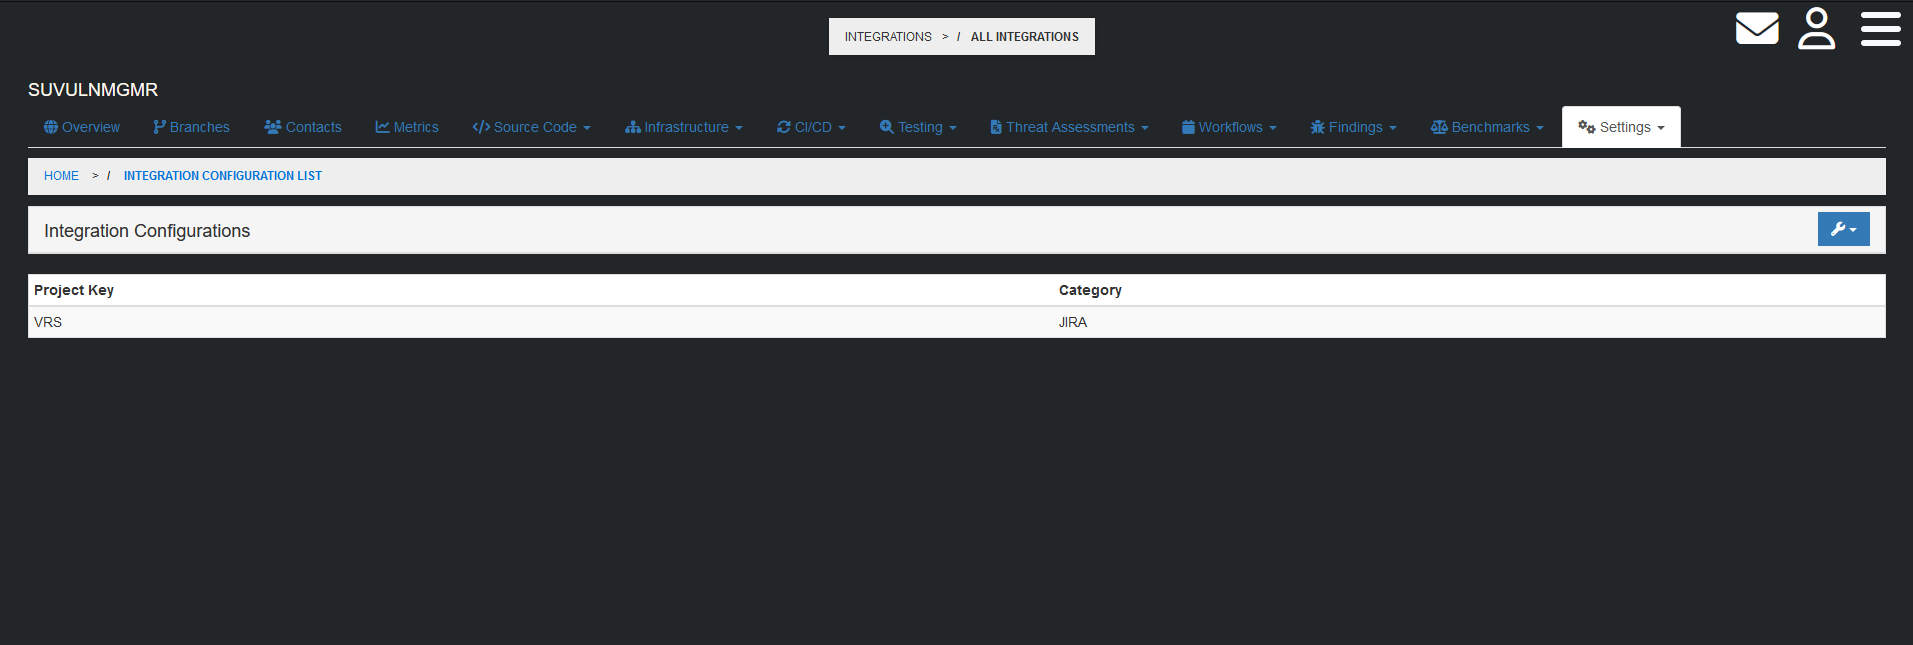 INTEGRATIONS > / ALL INTEGRATIONS
SUVULNMGMR
Overview Branches Contacts Metrics Source Code Infrastructure CI/CD Testing Threat Assessments Workflows Findings Benchmarks Settings
HOME > / INTEGRATION CONFIGURATION LIST
Integration Configurations
Project Key Category
VRS JIRA